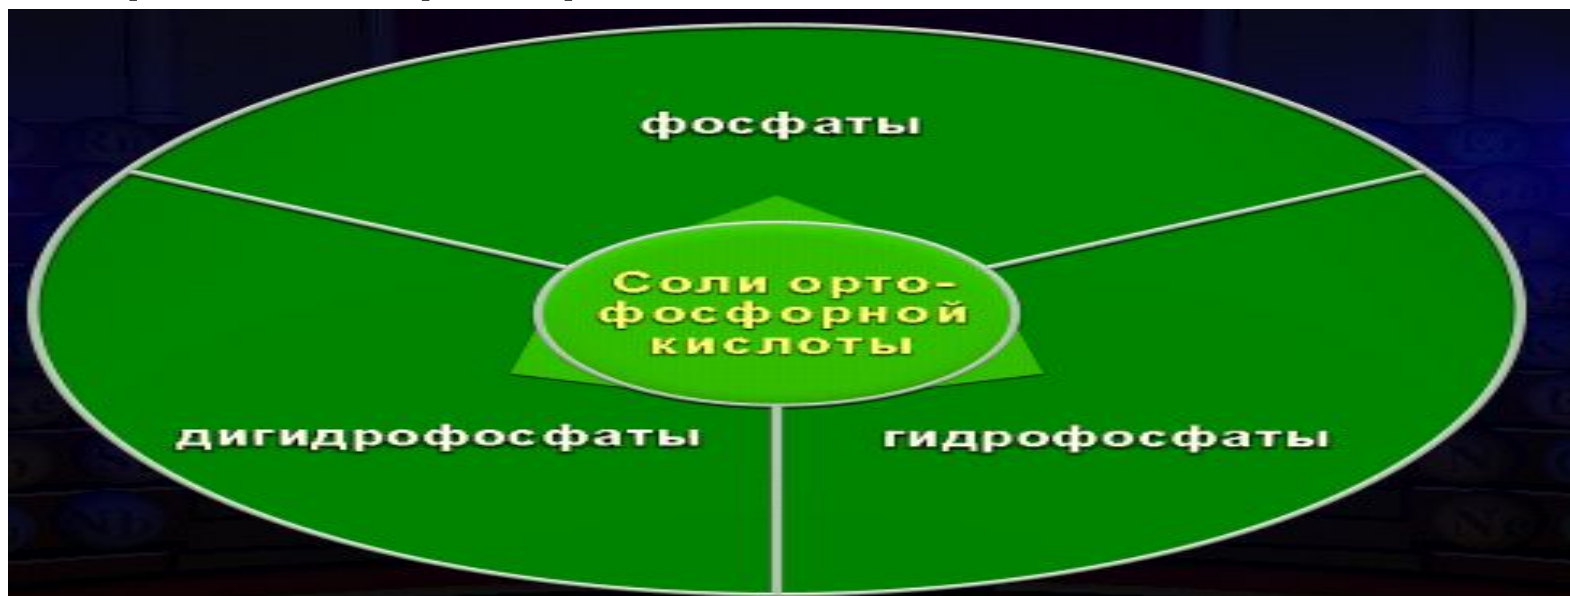 фосфаты
Соли орто-
фосфорной
кислоты
дигидрофосфаты
гидрофосфаты